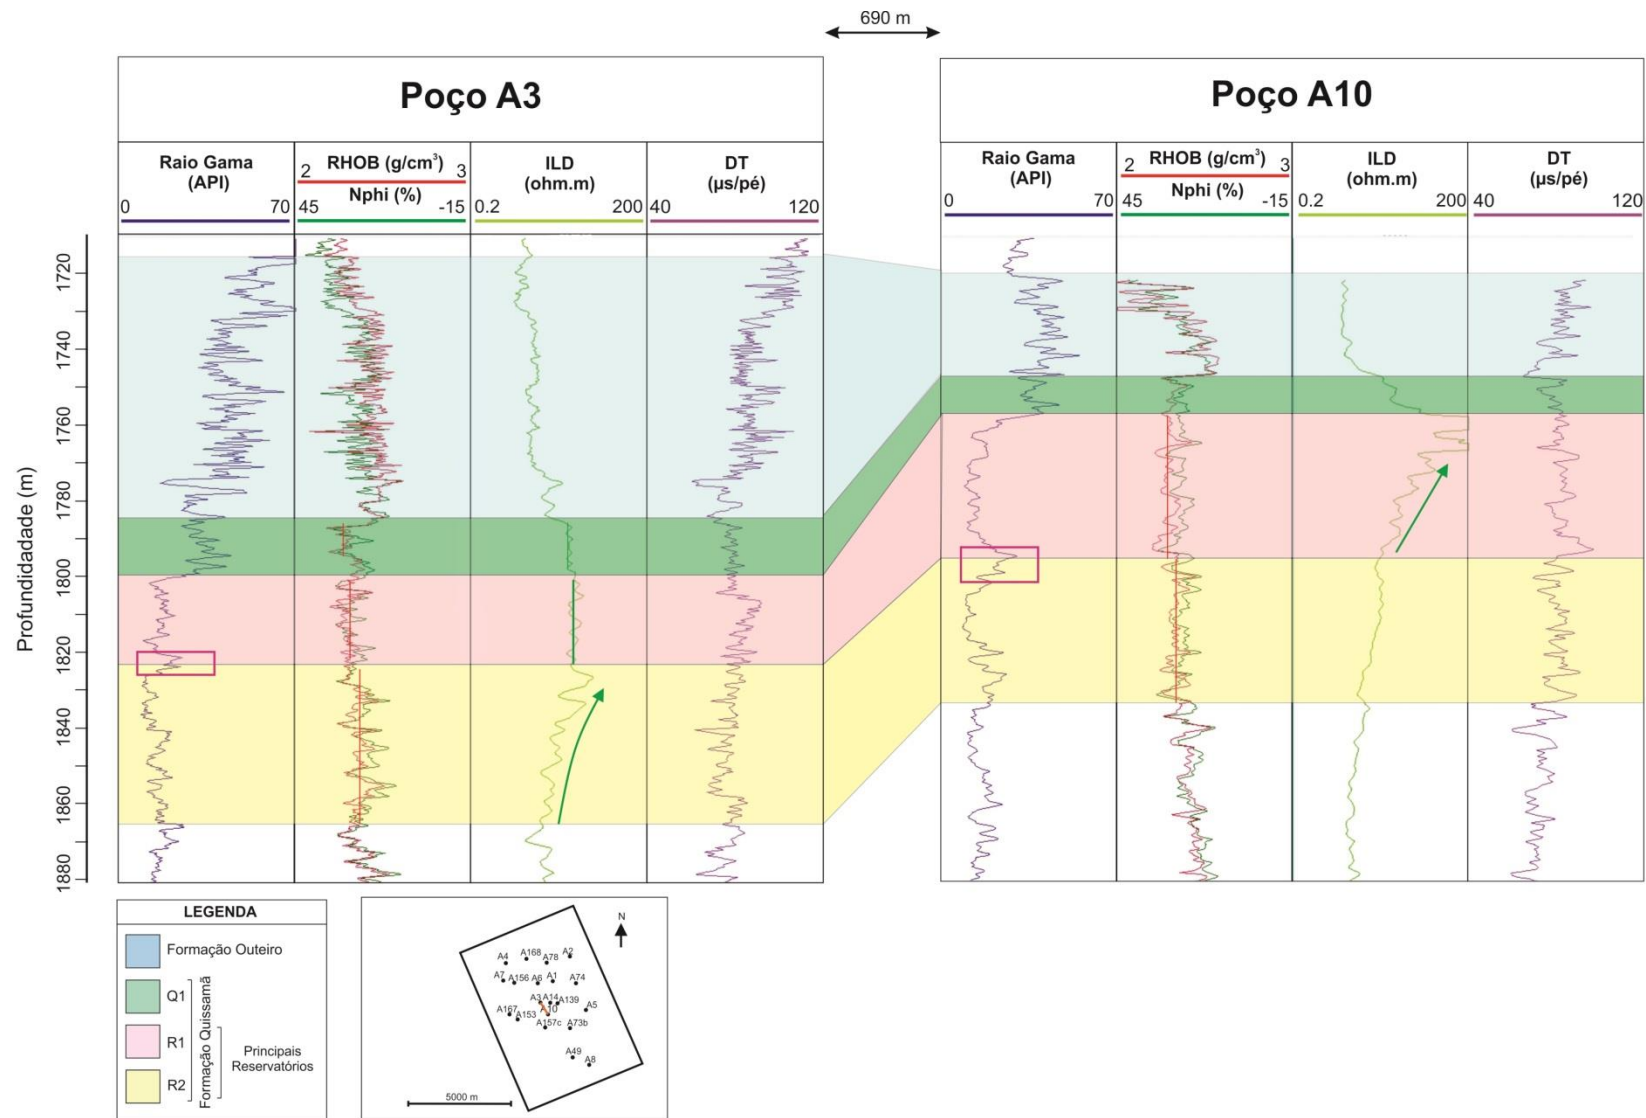 690 m
Poço A3
Poço A10
Raio Gama
(API)
0 70
RHOB (g/cm³)
2 3
Nphi (%)
45 -15
ILD
(ohm.m)
0.2 200
DT
(µs/pé)
40 120
Raio Gama
(API)
0 70
RHOB (g/cm³)
2 3
Nphi (%)
45 -15
ILD
(ohm.m)
0.2 200
DT
(µs/pé)
40 120
Profundidadade (m)
1720
1740
1760
1780
1800
1820
1840
1860
1880
LEGENDA
Formação Outeiro
Q1
R1
R2
Formação Quissamã
Principais
Reservatórios
N
A4
A168
A78
A2
A7
A156
A6
A1
A74
A3
A14
A139
A5
A167
A153
A10
A157c
A73b
A49
A8
5000 m